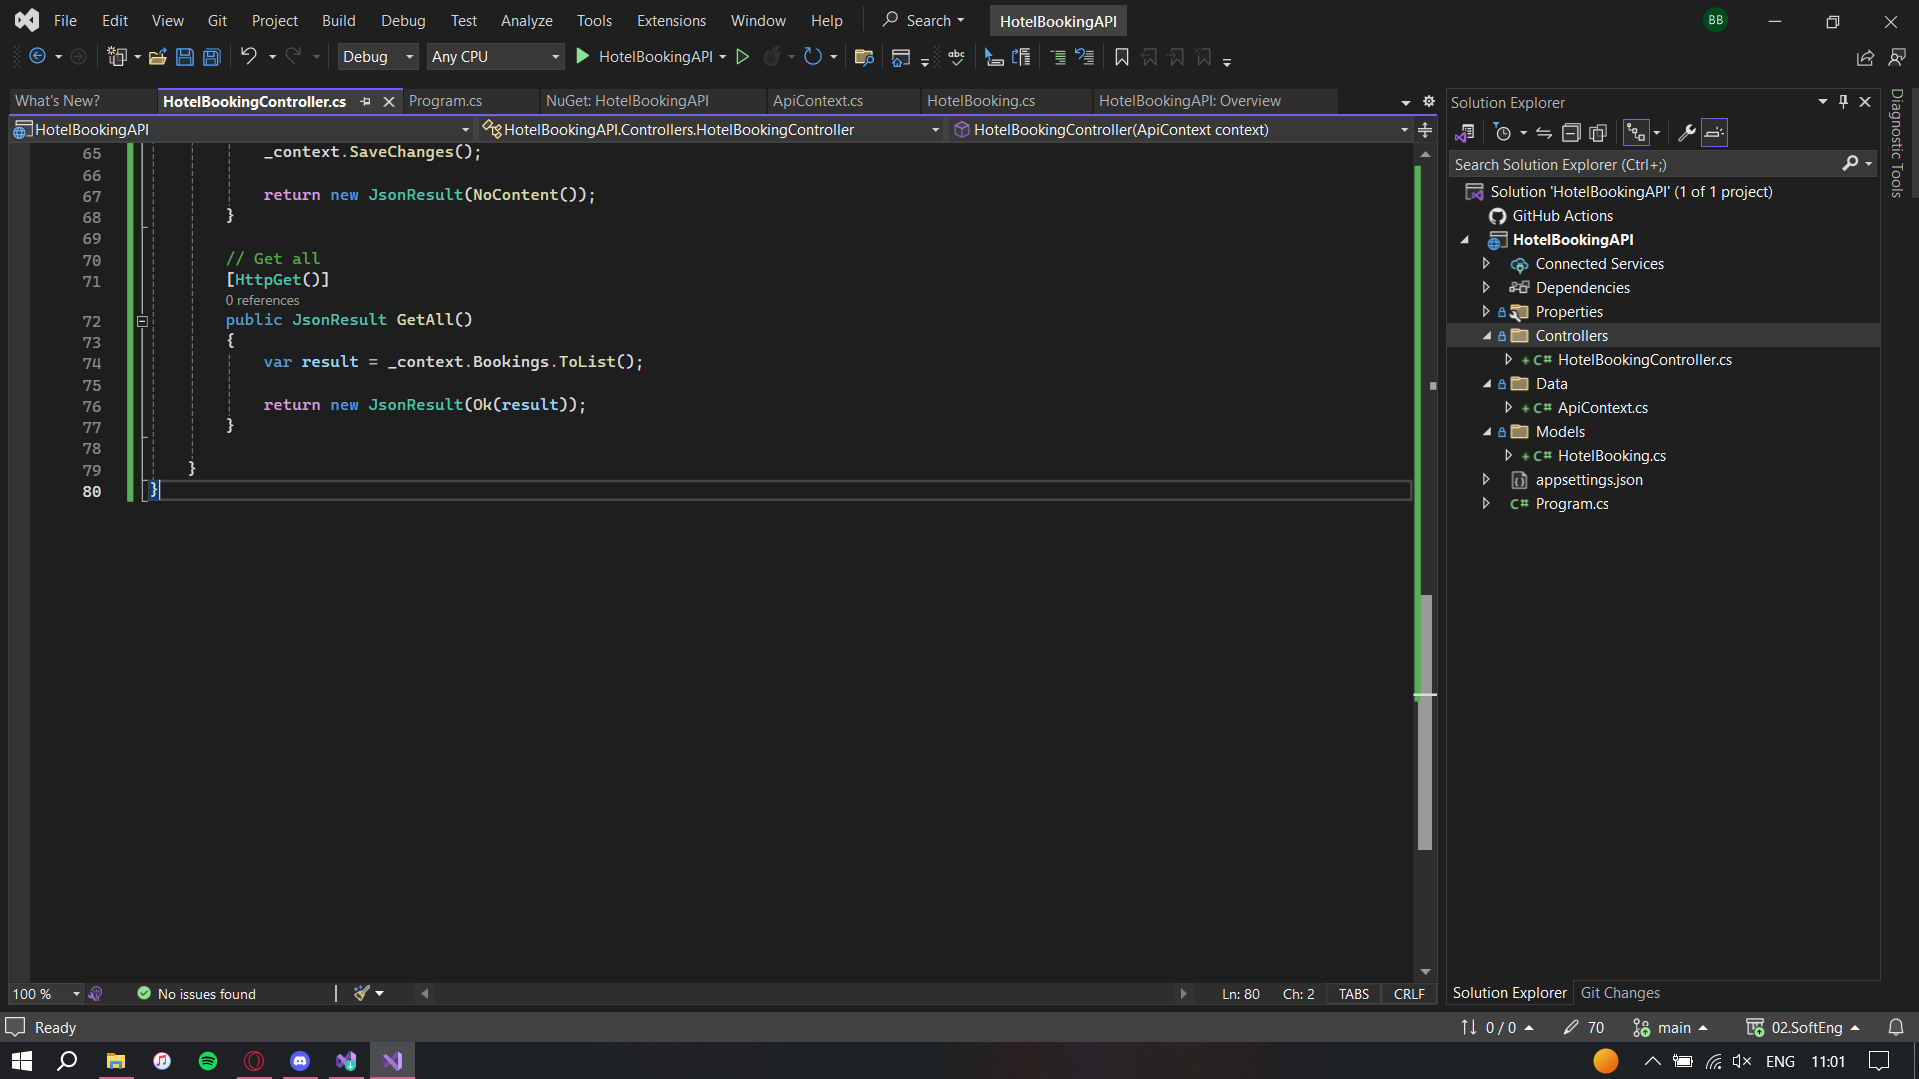 File Edit View Git Project Build Debug Test Analyze Tools Extensions Window Help Search HotelBookingAPI BB
Debug Any CPU HotelBookingAPI abc
What's New? HotelBookingController.cs Program.cs NuGet: HotelBookingAPI ApiContext.cs HotelBooking.cs HotelBookingAPI: Overview
HotelBookingAPI HotelBookingAPI.Controllers.HotelBookingController HotelBookingController(ApiContext context)
65 _context.SaveChanges();
66
67 return new JsonResult(NoContent());
68 }
69
70 // Get all
71 [HttpGet()]
0 references
72 public JsonResult GetAll()
73 {
74 var result = _context.Bookings.ToList();
75
76 return new JsonResult(Ok(result));
77 }
78
79 }
80 }
100 % No issues found Ln: 80 Ch: 2 TABS CRLF
Solution Explorer
Search Solution Explorer (Ctrl+;)
Solution 'HotelBookingAPI' (1 of 1 project)
GitHub Actions
HotelBookingAPI
Connected Services
Dependencies
Properties
Controllers
C# HotelBookingController.cs
Data
C# ApiContext.cs
Models
C# HotelBooking.cs
appsettings.json
C# Program.cs
Solution Explorer Git Changes
Diagnostic Tools
Ready 0 / 0 70 main 02.SoftEng
ENG 11:01